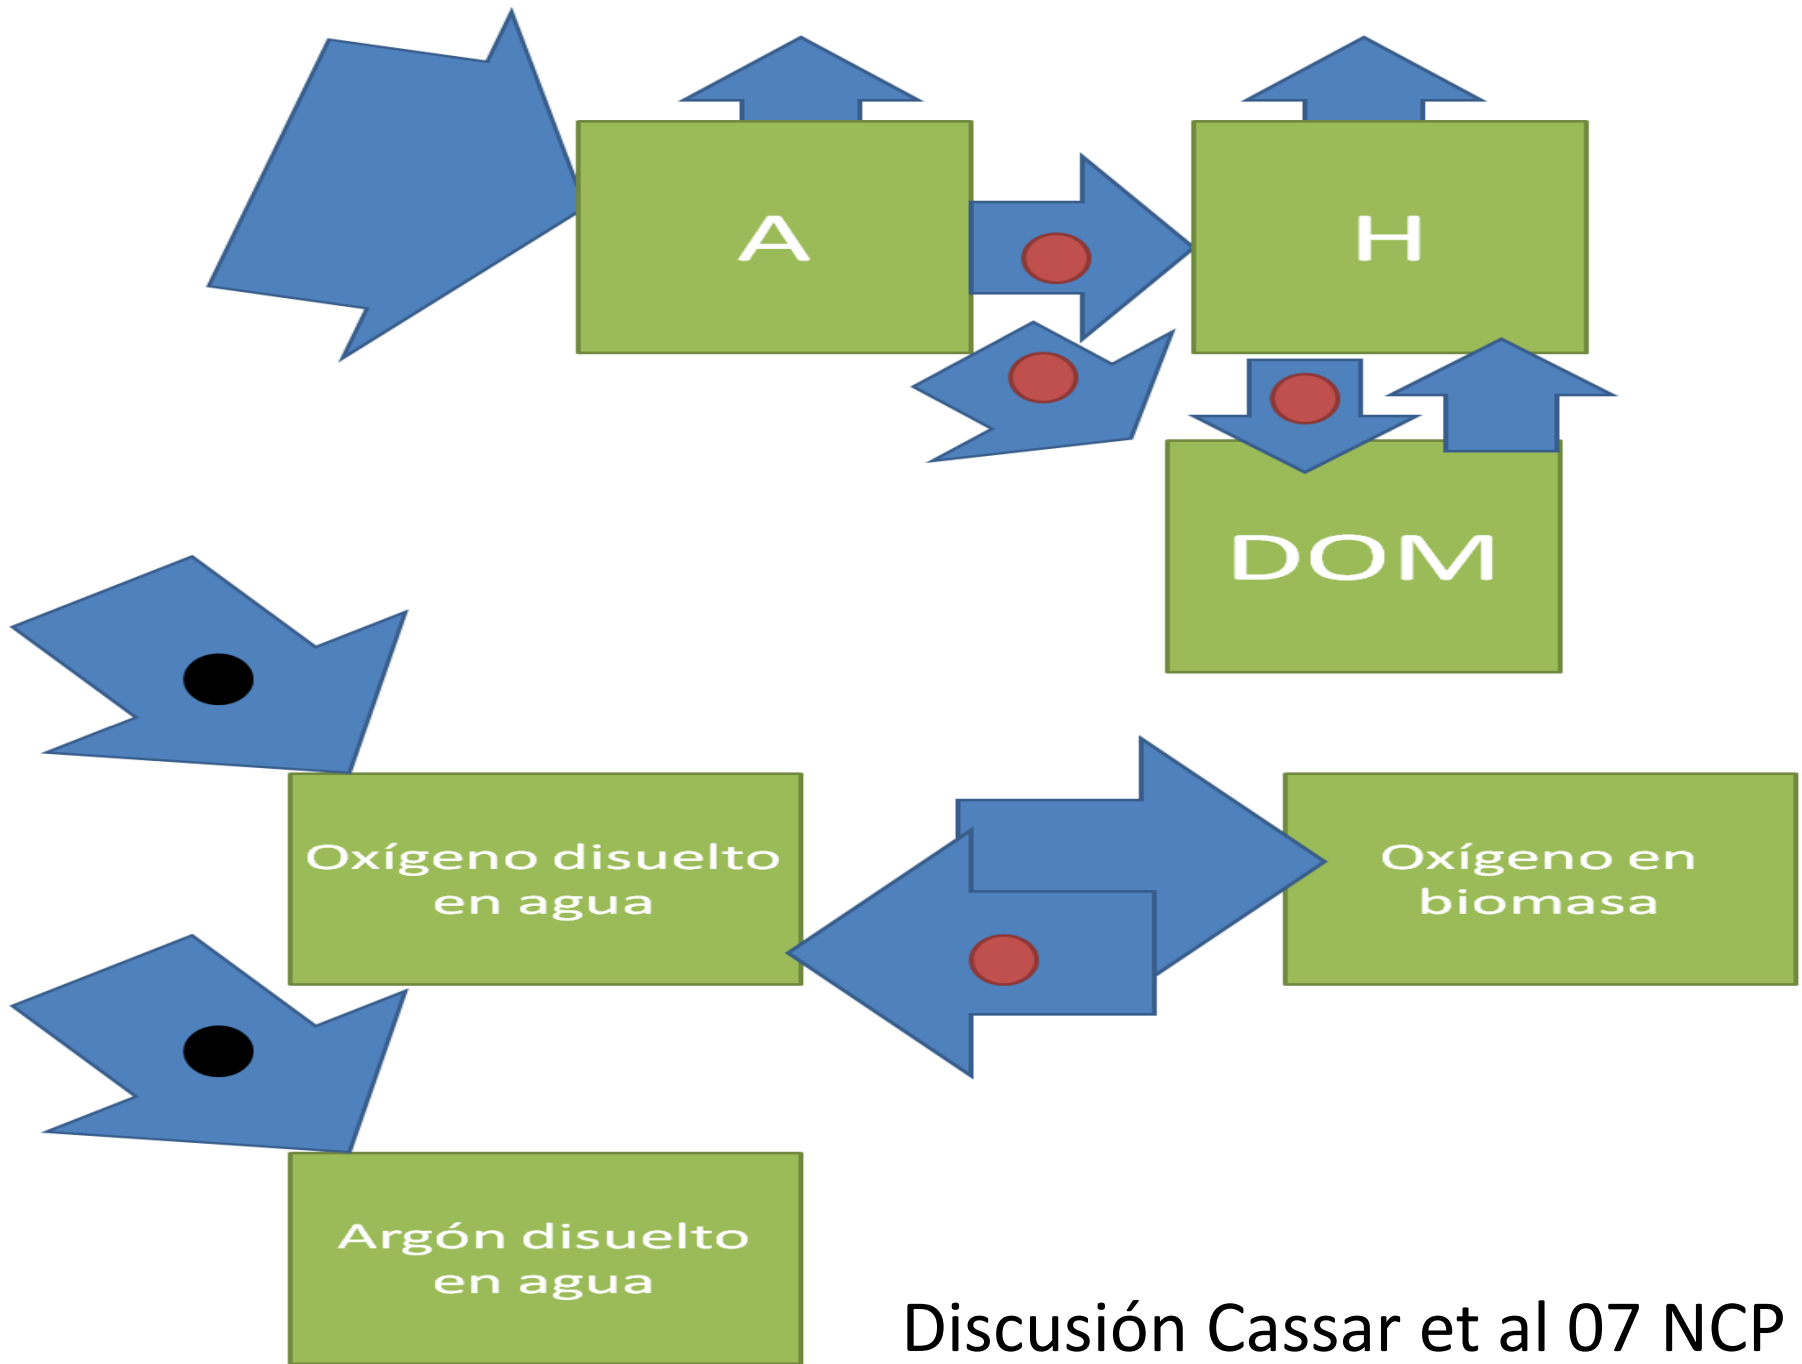 A
H
DOM
Oxígeno disuelto
en agua
Oxígeno en
biomasa
Argón disuelto
en agua
Discusión Cassar et al 07 NCP